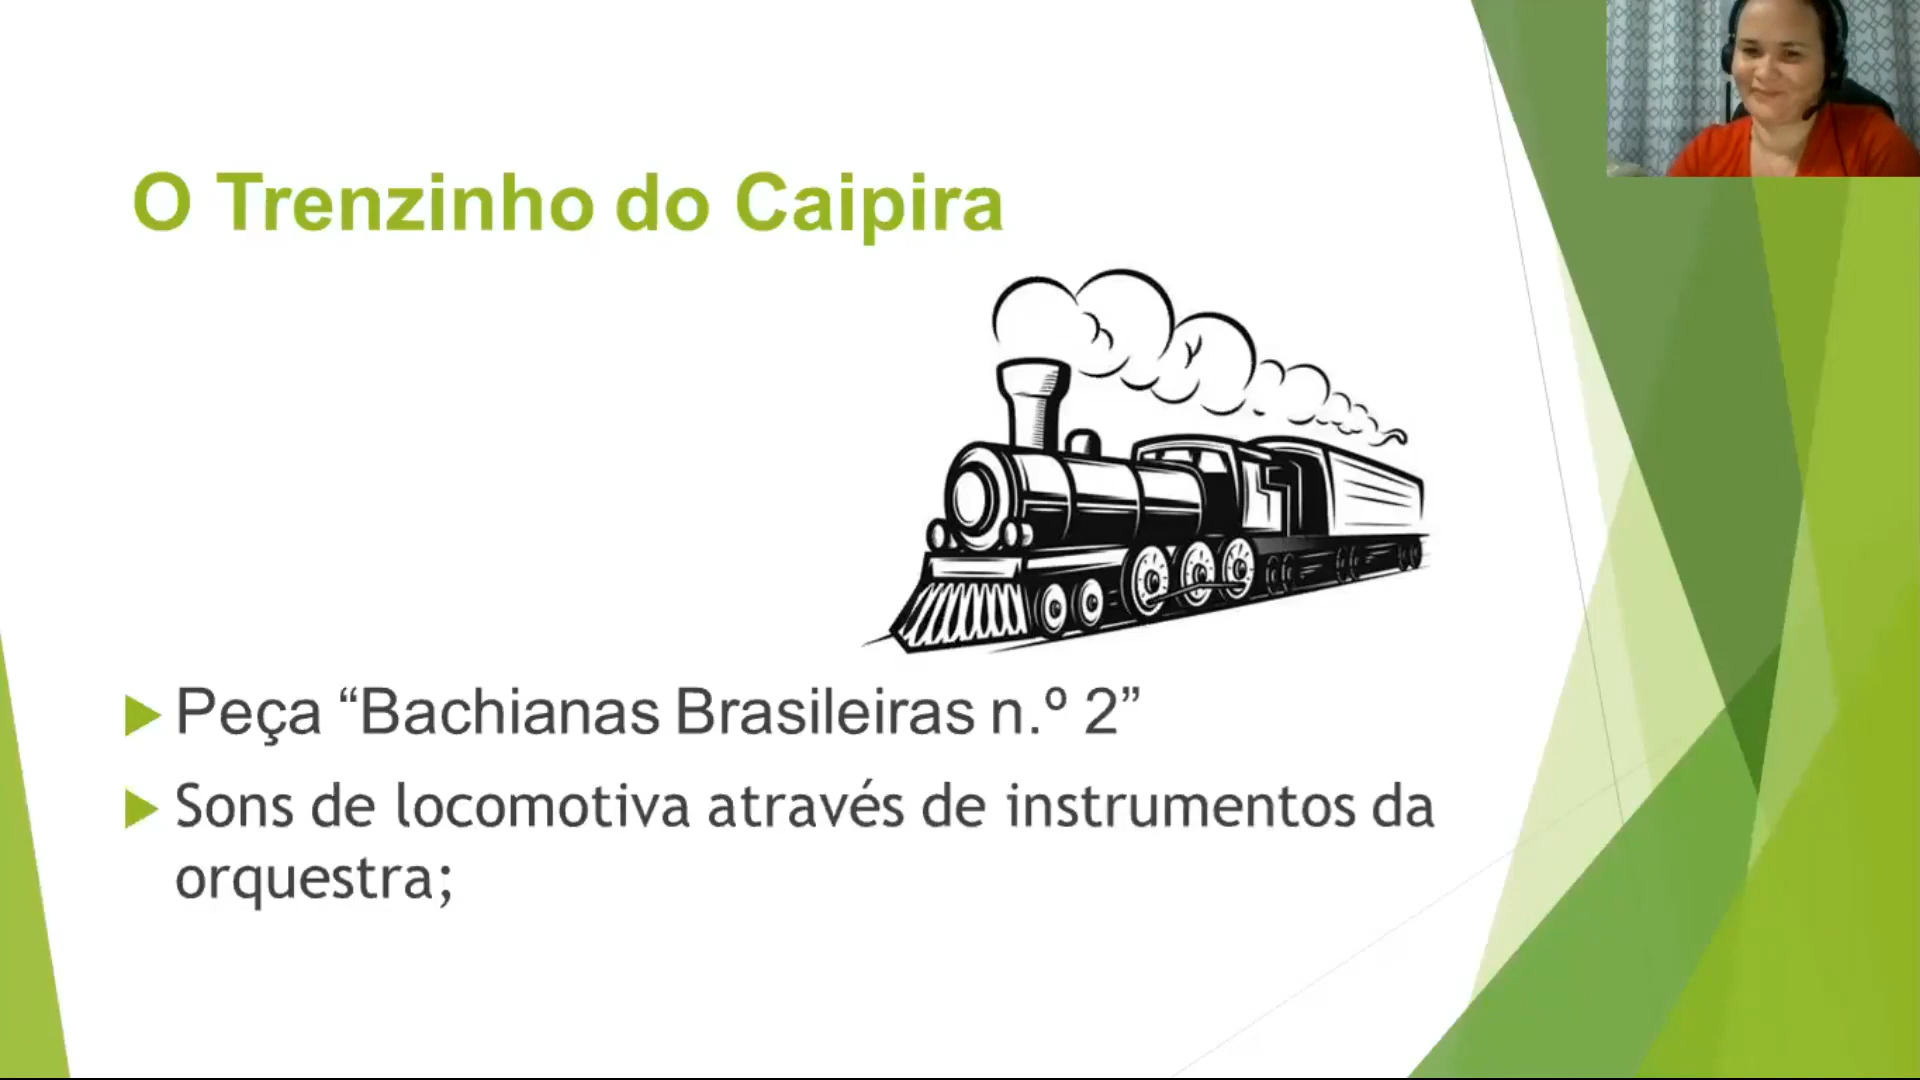 O Trenzinho do Caipira
Peça “Bachianas Brasileiras n.º 2”
Sons de locomotiva através de instrumentos da
orquestra;